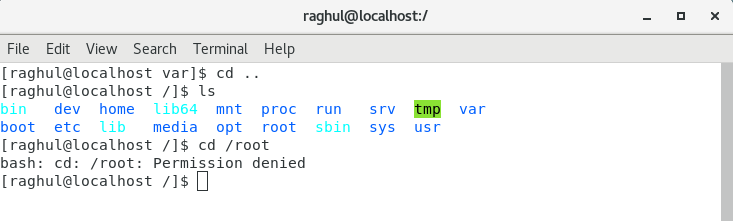 raghul@localhost:/
File Edit View Search Terminal Help
[raghul@localhost var]$ cd ..
[raghul@localhost /]$ ls
bin dev home lib64 mnt proc run srv tmp var
boot etc lib media opt root sbin sys usr
[raghul@localhost /]$ cd /root
bash: cd: /root: Permission denied
[raghul@localhost /]$